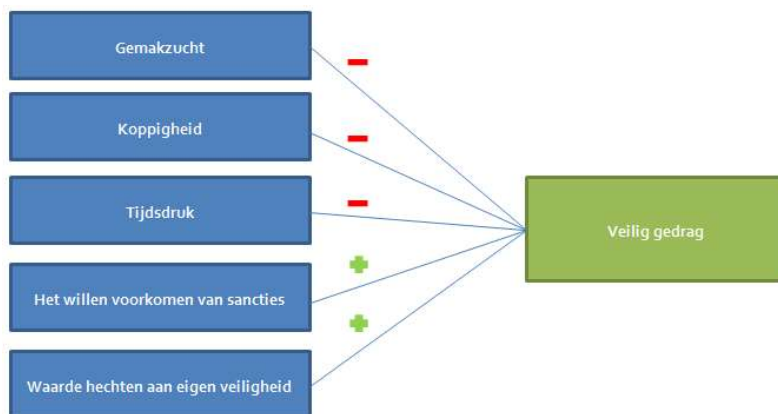 Gemakzucht
Koppigheid
Tijdsdruk
Het willen voorkomen van sancties
Waarde hechten aan eigen veiligheid
Veilig gedrag